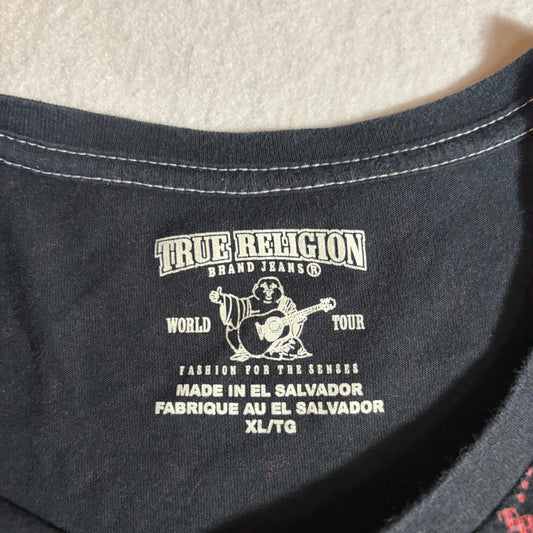 TRUE RELIGION
BRAND JEANS®
WORLD TOUR
FASHION FOR THE SENSES
MADE IN EL SALVADOR
FABRIQUE AU EL SALVADOR
XL/TG